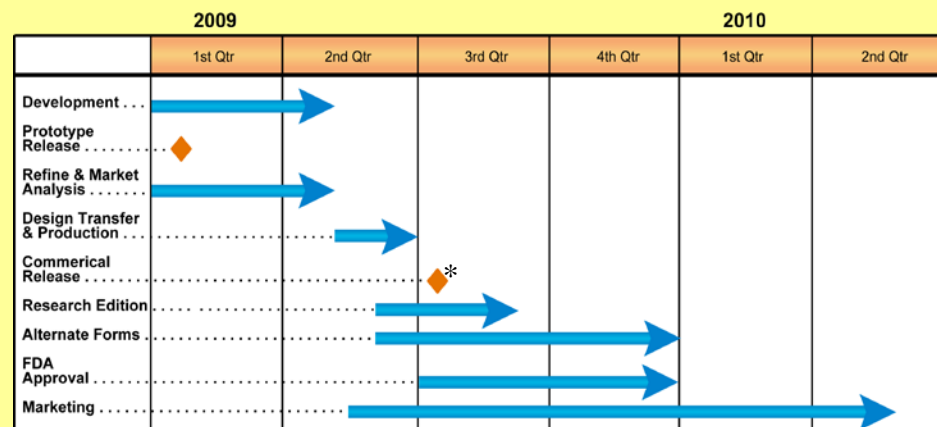 2009 2010
1st Qtr 2nd Qtr 3rd Qtr 4th Qtr 1st Qtr 2nd Qtr
Development . . .
Prototype
Release . . . . . . . . . . . .
Refine & Market
Analysis . . . . . . .
Design Transfer
& Production . . . . . . . . . . . . . . . . . . . . . . . . . . . .
Commerical
Release . . . . . . . . . . . . . . . . . . . . . . . . . . . . . . . . . . . . . . . . *
Research Edition . . . . . . . . . . . . . . . . . . . . . . . . . . .
Alternate Forms . . . . . . . . . . . . . . . . . . . . . . . . . . . .
FDA
Approval . . . . . . . . . . . . . . . . . . . . . . . . . . . . . . . . . . . . . .
Marketing . . . . . . . . . . . . . . . . . . . . . . . . . . . . . .